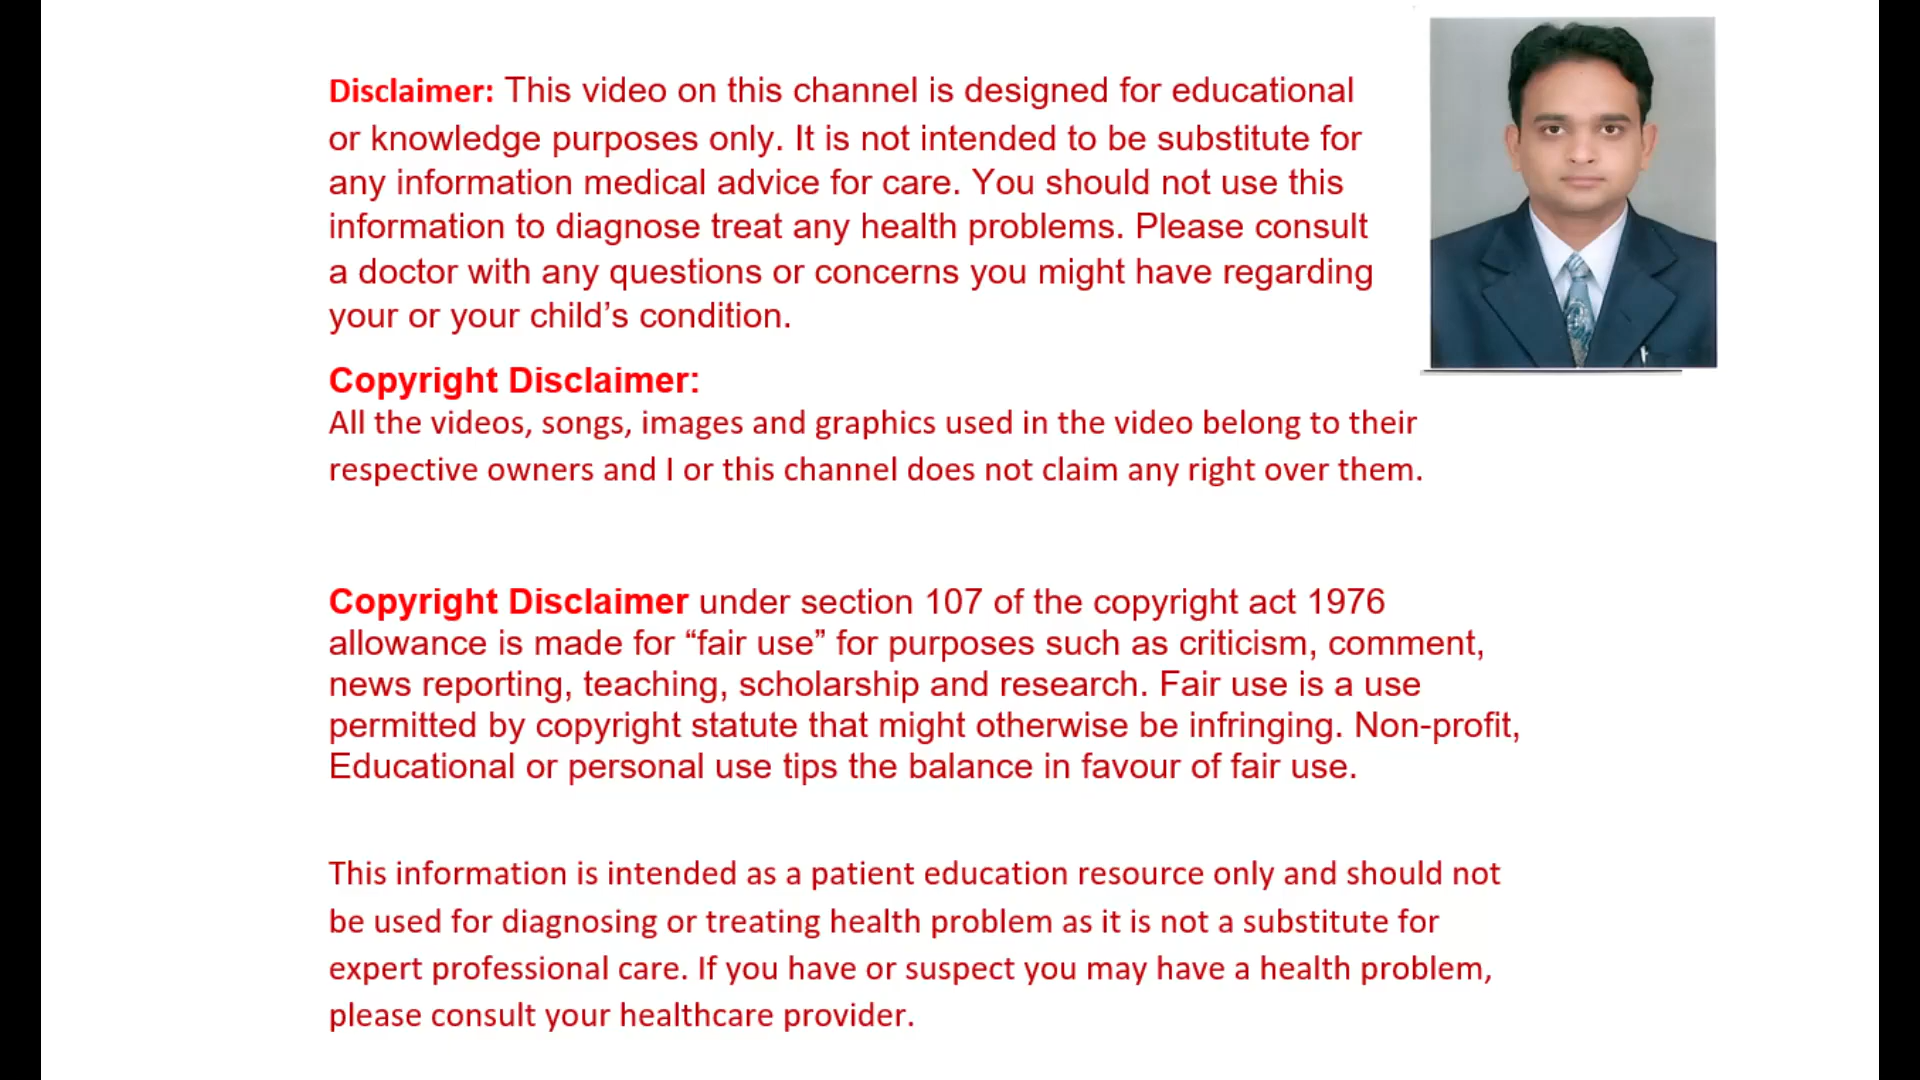 Disclaimer: This video on this channel is designed for educational
or knowledge purposes only. It is not intended to be substitute for
any information medical advice for care. You should not use this
information to diagnose treat any health problems. Please consult
a doctor with any questions or concerns you might have regarding
your or your child’s condition.
Copyright Disclaimer:
All the videos, songs, images and graphics used in the video belong to their
respective owners and I or this channel does not claim any right over them.
Copyright Disclaimer under section 107 of the copyright act 1976
allowance is made for “fair use” for purposes such as criticism, comment,
news reporting, teaching, scholarship and research. Fair use is a use
permitted by copyright statute that might otherwise be infringing. Non-profit,
Educational or personal use tips the balance in favour of fair use.
This information is intended as a patient education resource only and should not
be used for diagnosing or treating health problem as it is not a substitute for
expert professional care. If you have or suspect you may have a health problem,
please consult your healthcare provider.